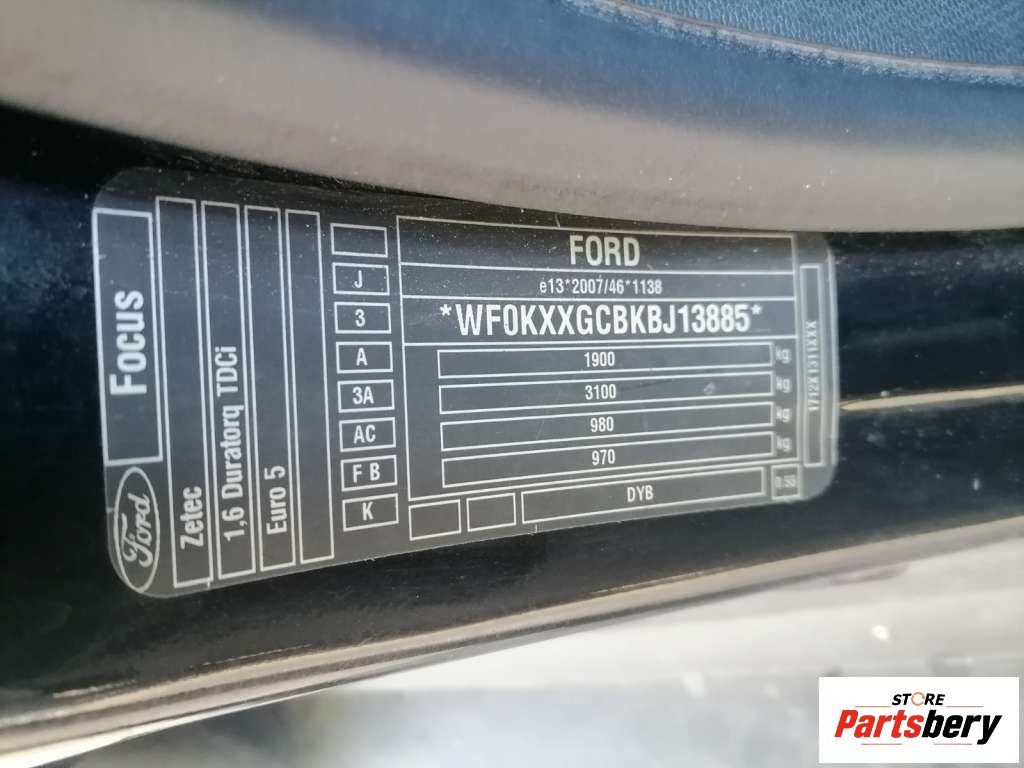 Focus
Ford
Zetec
1,6 Duratorq TDCi
Euro 5
J
3
A
3A
AC
F B
K
FORD
e13*2007/46*1138
*WF0KXXGCBKBJ13885*
1900 kg
3100 kg
980 kg
970 kg
DYB
STORE
Partsbery